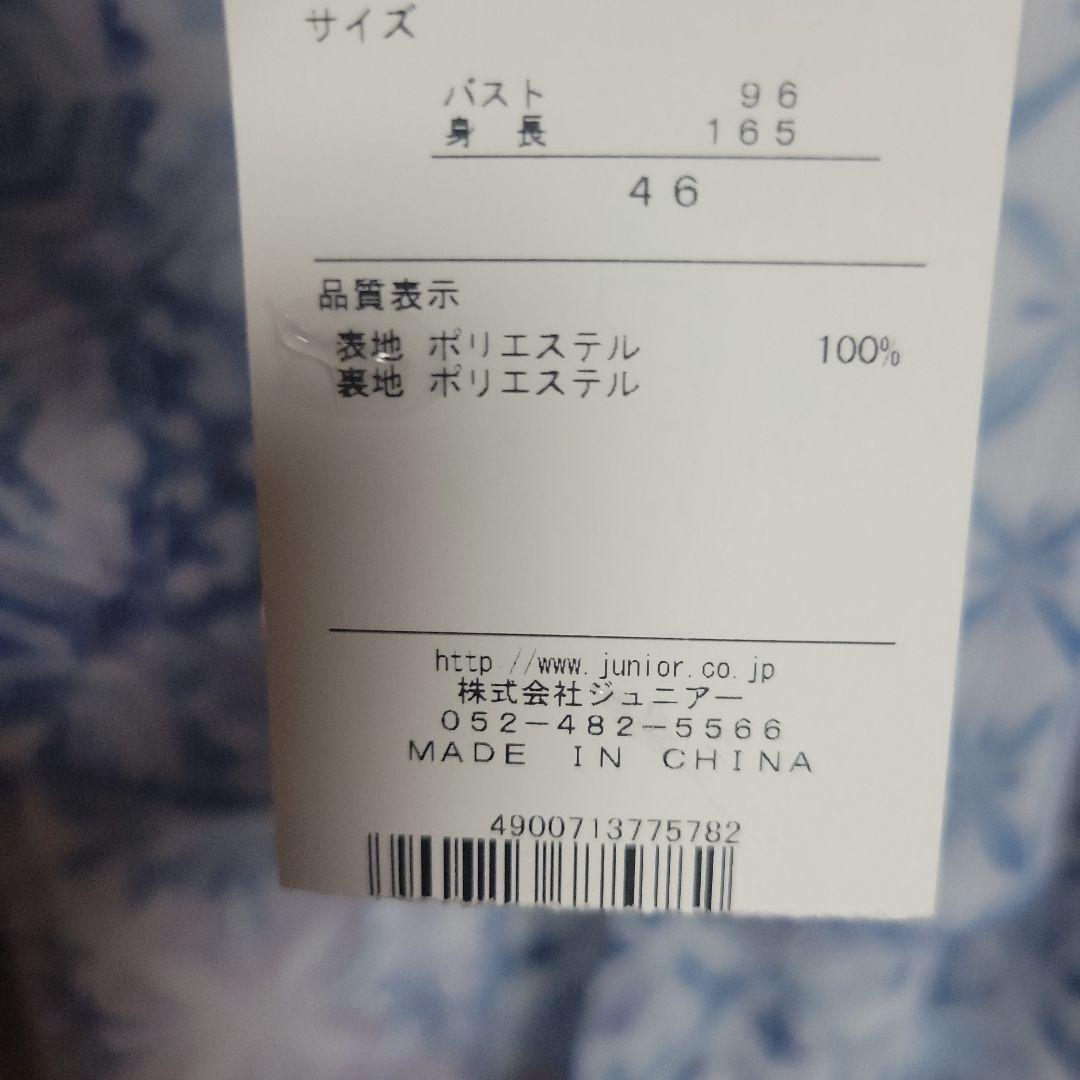 サイズ
バスト 96
身長 165
46
品質表示
表地 ポリエステル 100%
裏地 ポリエステル
http://www.junior.co.jp
株式会社ジュニアー
052-482-5566
MADE IN CHINA
4900713775782